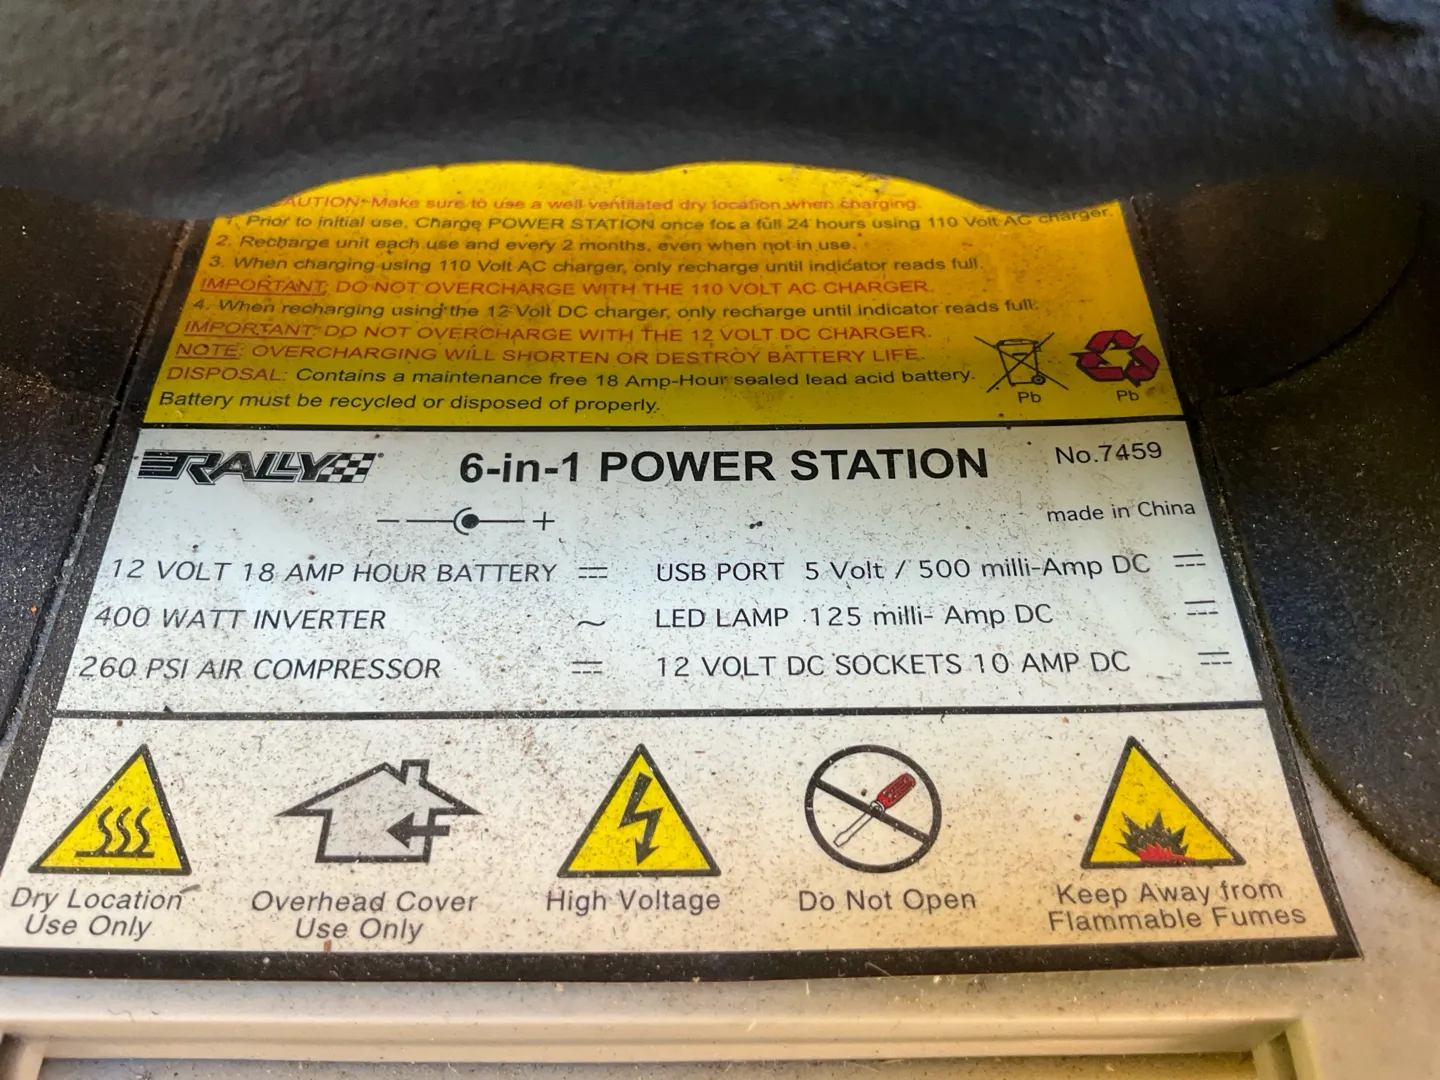 AUTION: Make sure to use a well ventilated dry location when charging.
1. Prior to initial use, Charge POWER STATION once for a full 24 hours using 110 Volt AC charger.
2. Recharge unit each use and every 2 months, even when not in use.
3. When charging using 110 Volt AC charger, only recharge until indicator reads full.
IMPORTANT: DO NOT OVERCHARGE WITH THE 110 VOLT AC CHARGER.
4. When recharging using the 12 Volt DC charger, only recharge until indicator reads full.
IMPORTANT: DO NOT OVERCHARGE WITH THE 12 VOLT DC CHARGER.
NOTE: OVERCHARGING WILL SHORTEN OR DESTROY BATTERY LIFE.
DISPOSAL: Contains a maintenance free 18 Amp-Hour sealed lead acid battery.
Battery must be recycled or disposed of properly.
Pb
Pb
RALLY® 6-in-1 POWER STATION No.7459
made in China
− +
12 VOLT 18 AMP HOUR BATTERY ⎓ USB PORT 5 Volt / 500 milli-Amp DC ⎓
400 WATT INVERTER ~ LED LAMP 125 milli- Amp DC ⎓
260 PSI AIR COMPRESSOR ⎓ 12 VOLT DC SOCKETS 10 AMP DC ⎓
Dry Location
Use Only
Overhead Cover
Use Only
High Voltage
Do Not Open
Keep Away from
Flammable Fumes